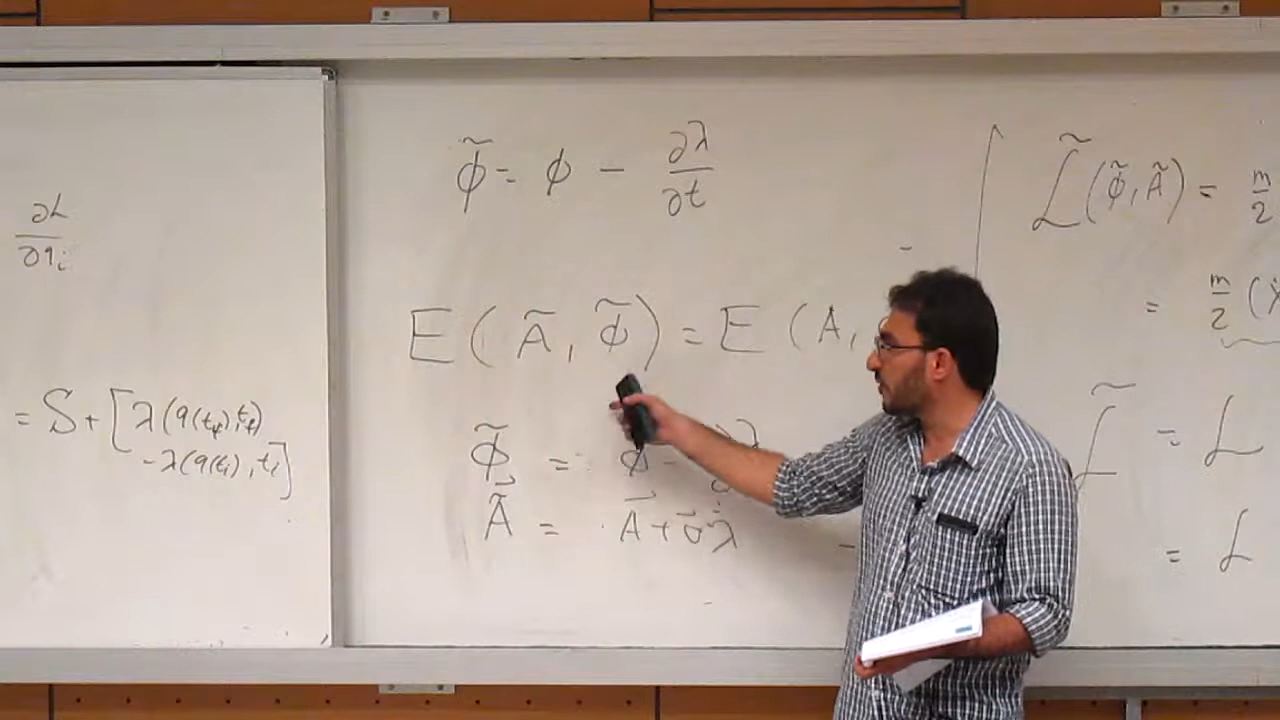 ∂L
∂q_i
= S + [λ(q(t_f), t_f)
- λ(q(t_i), t_i]
φ̃ = φ - ∂λ/∂t
E(Ã, φ̃) = E(A,
φ̃ = φ - ∂λ
Ã⃗ = A⃗ + ∇⃗λ
L̃(φ̃, Ã) = m/2
= m/2 (ẋ
L̃ = L
= L